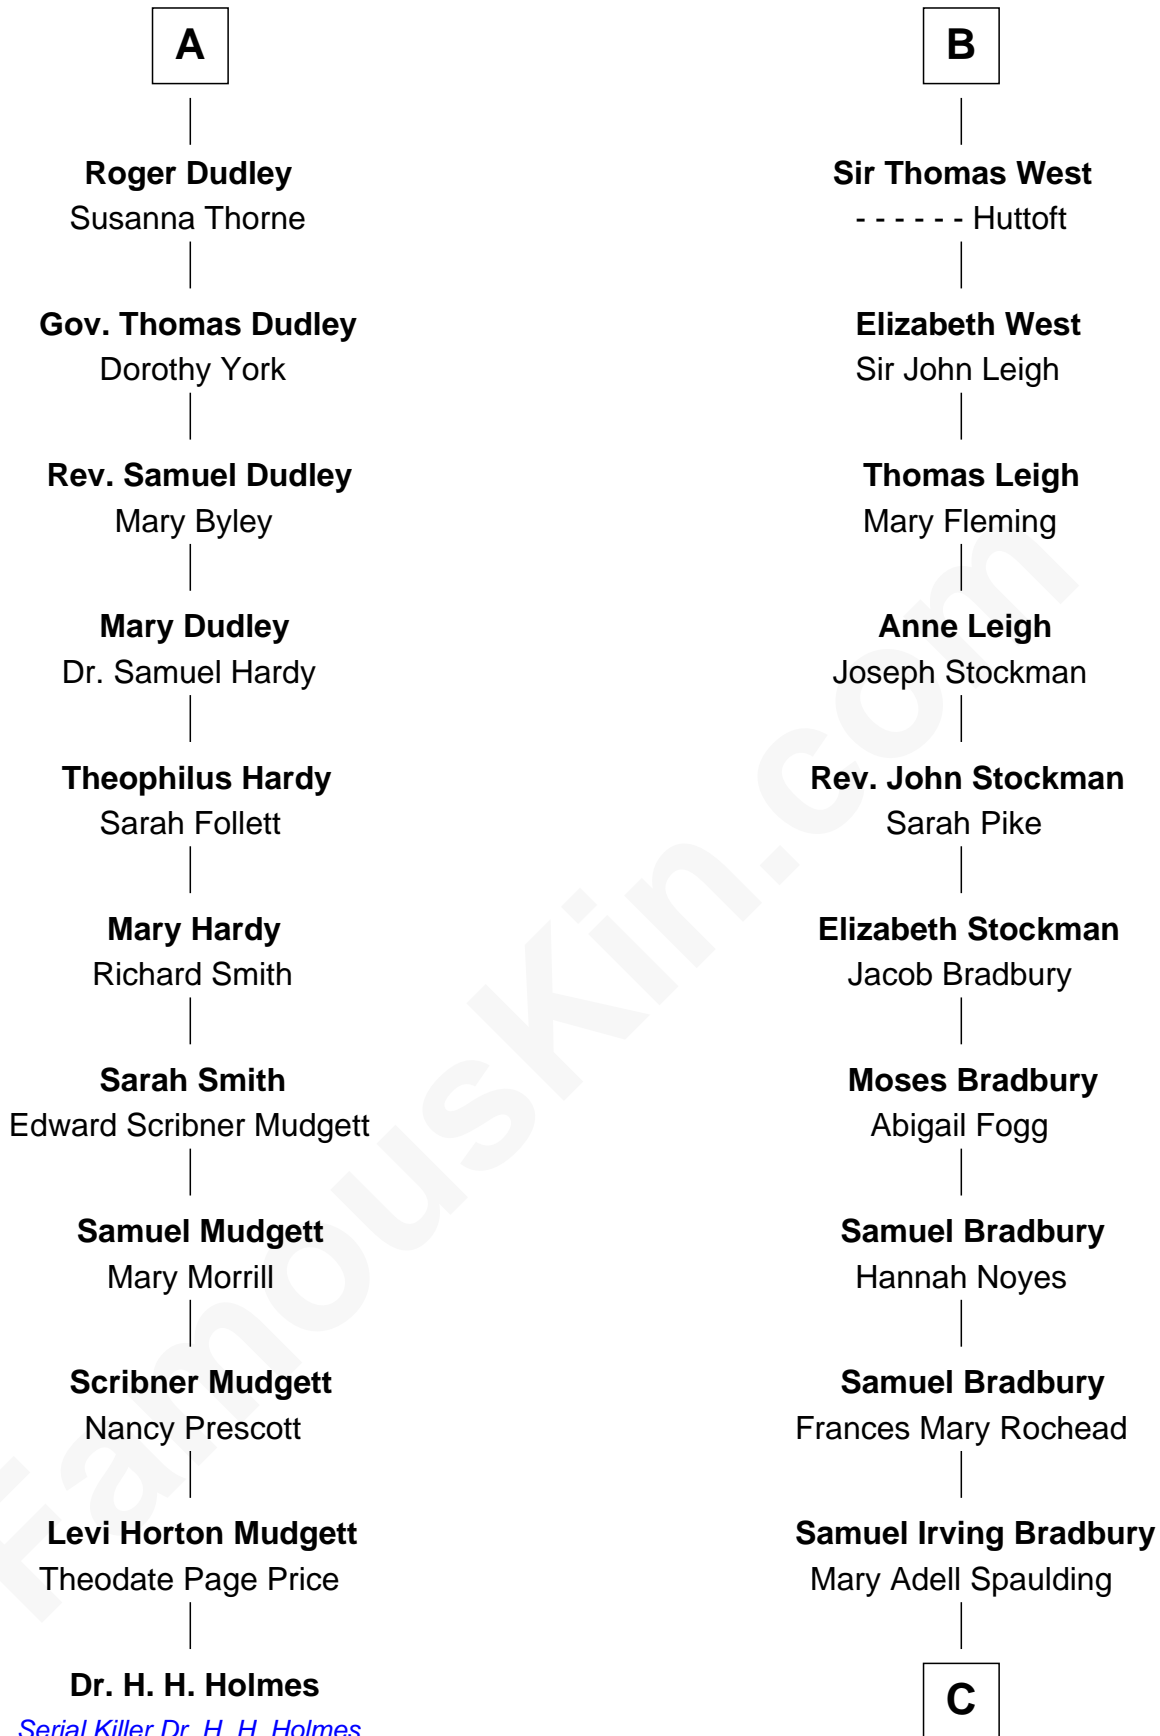 A
Roger Dudley
Susanna Thorne
Gov. Thomas Dudley
Dorothy York
Rev. Samuel Dudley
Mary Byley
Mary Dudley
Dr. Samuel Hardy
Theophilus Hardy
Sarah Follett
Mary Hardy
Richard Smith
Sarah Smith
Edward Scribner Mudgett
Samuel Mudgett
Mary Morrill
Scribner Mudgett
Nancy Prescott
Levi Horton Mudgett
Theodate Page Price
Dr. H. H. Holmes
Serial Killer Dr. H. H. Holmes
B
Sir Thomas West
- - - - - - Huttoft
Elizabeth West
Sir John Leigh
Thomas Leigh
Mary Fleming
Anne Leigh
Joseph Stockman
Rev. John Stockman
Sarah Pike
Elizabeth Stockman
Jacob Bradbury
Moses Bradbury
Abigail Fogg
Samuel Bradbury
Hannah Noyes
Samuel Bradbury
Frances Mary Rochead
Samuel Irving Bradbury
Mary Adell Spaulding
C
FamousKin.com